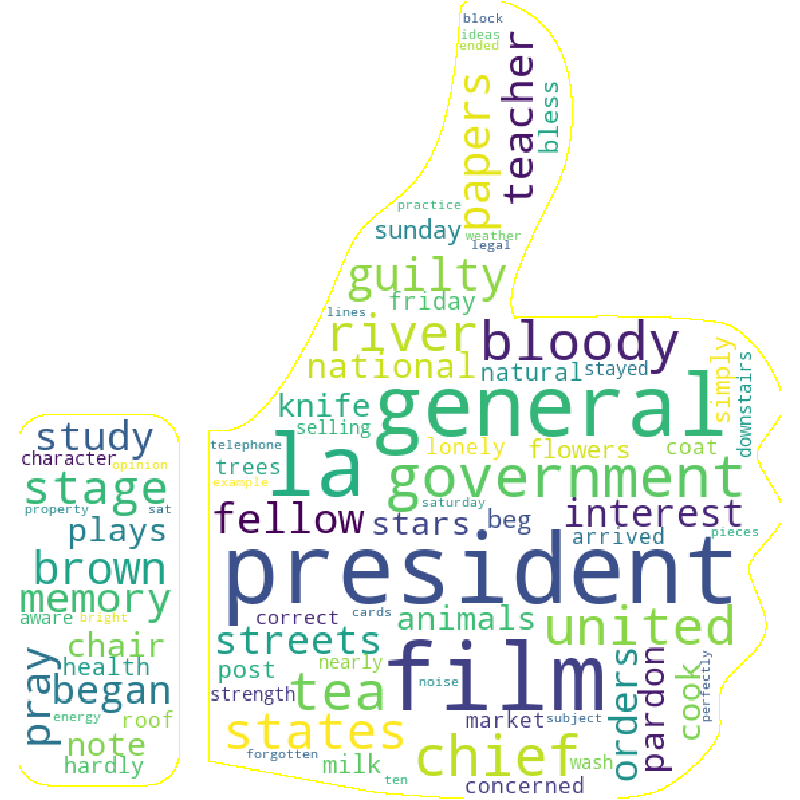 block
ideas
ended
teacher
papers
bless
practice
sunday
weather
legal
guilty
friday
lines
river
bloody
national
natural
stayed
simply
downstairs
general
knife
selling
la
telephone
lonely
flowers
coat
trees
example
government
saturday
fellow
stars
beg
interest
arrived
pieces
president
correct
cards
animals
united
streets
post
nearly
film
strength
noise
tea
orders
pardon
cook
perfectly
states
market
subject
chief
wash
forgotten
milk
ten
concerned
study
character
opinion
stage
property
sat
plays
brown
memory
aware
bright
chair
pray
health
began
energy
roof
note
hardly